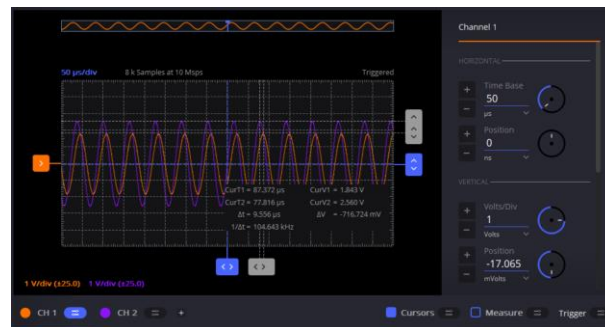 Channel 1
HORIZONTAL
50 µs/div 8 k Samples at 10 Msps Triggered
+ Time Base
50
- µs
+ Position
0
- ns
VERTICAL
CurT1 = 87.372 µs CurV1 = 1.843 V
CurT2 = 77.816 µs CurV2 = 2.560 V
Δt = 9.556 µs ΔV = -716.724 mV
1/Δt = 104.643 kHz
+ Volts/Div
1
- Volts
+ Position
-17.065
- mVolts
1 V/div (±25.0) 1 V/div (±25.0)
CH 1 CH 2 + Cursors Measure Trigger